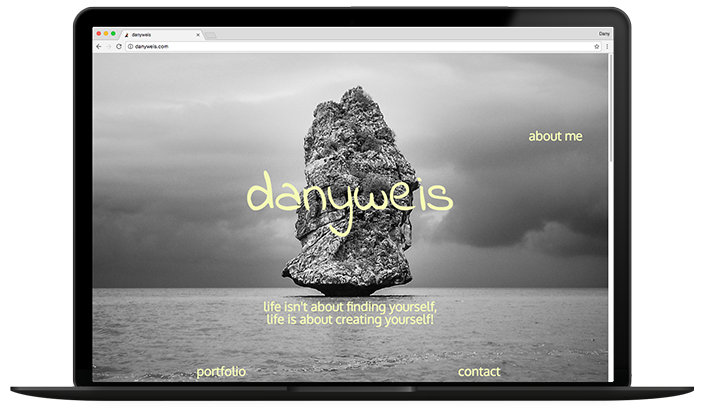 danyweis
Dany
danyweis.com
about me
danyweis
life isn't about finding yourself,
life is about creating yourself!
portfolio
contact